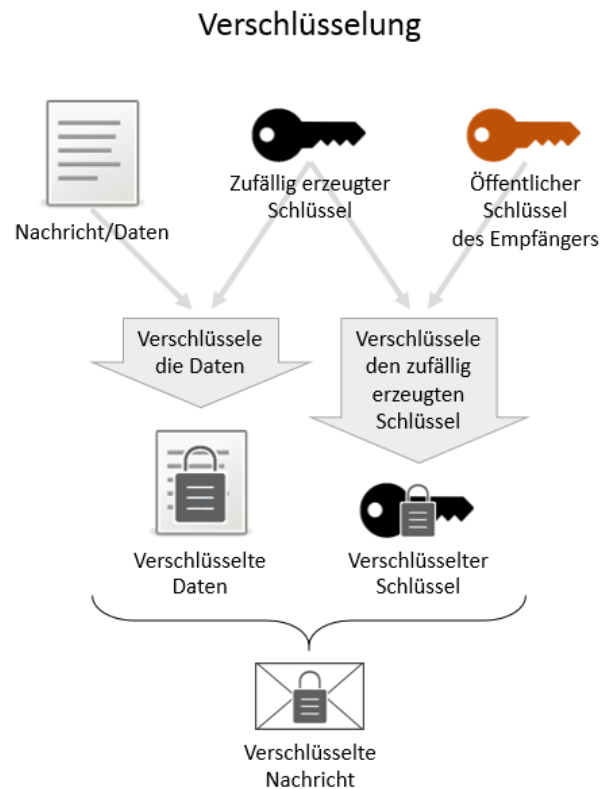 Verschlüsselung
Nachricht/Daten
Zufällig erzeugter
Schlüssel
Öffentlicher
Schlüssel
des Empfängers
Verschlüssele
die Daten
Verschlüssele
den zufällig
erzeugten
Schlüssel
Verschlüsselte
Daten
Verschlüsselter
Schlüssel
Verschlüsselte
Nachricht